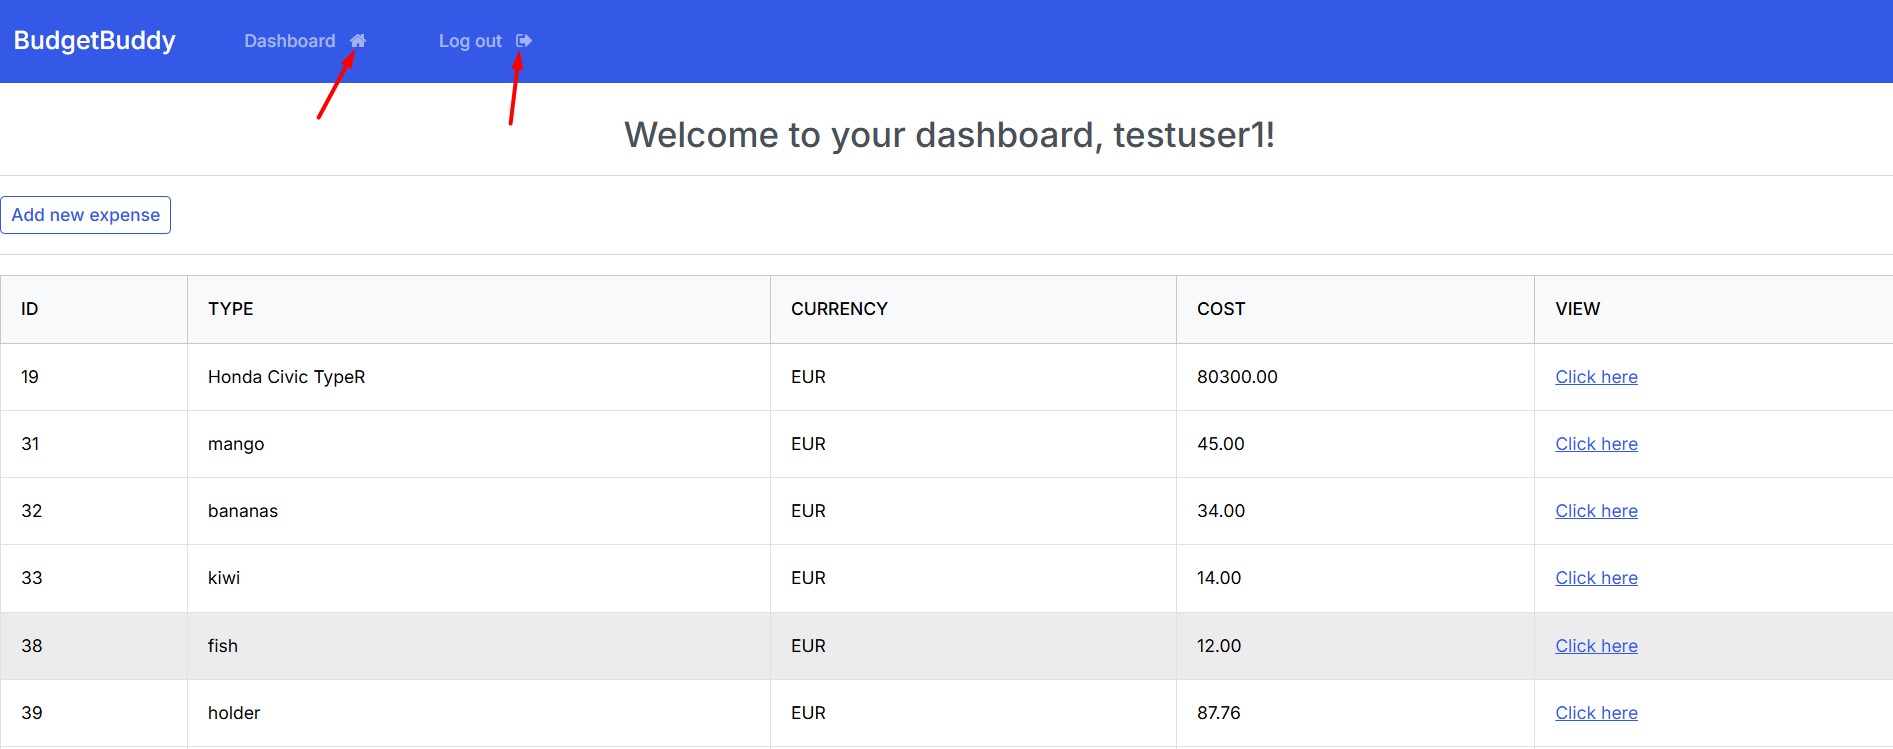 BudgetBuddy Dashboard Log out
Welcome to your dashboard, testuser1!
Add new expense
ID TYPE CURRENCY COST VIEW
19 Honda Civic TypeR EUR 80300.00 Click here
31 mango EUR 45.00 Click here
32 bananas EUR 34.00 Click here
33 kiwi EUR 14.00 Click here
38 fish EUR 12.00 Click here
39 holder EUR 87.76 Click here